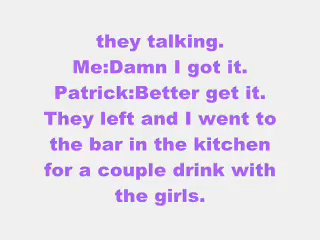 they talking.
Me:Damn I got it.
Patrick:Better get it.
They left and I went to
the bar in the kitchen
for a couple drink with
the girls.